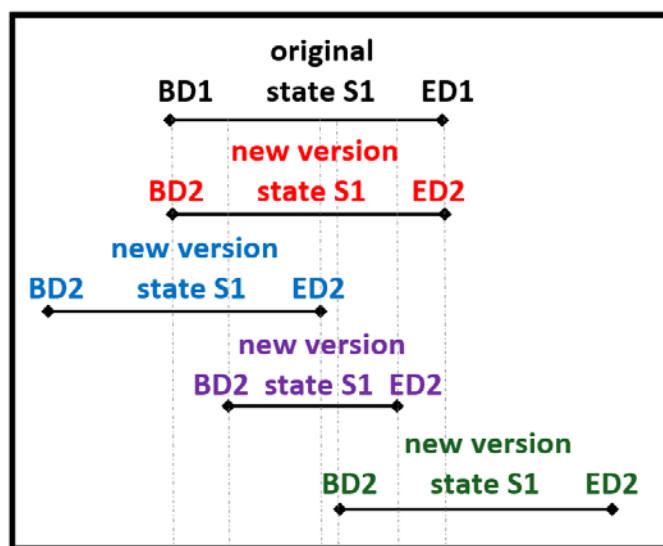 original
BD1 state S1 ED1
new version
BD2 state S1 ED2
new version
BD2 state S1 ED2
new version
BD2 state S1 ED2
new version
BD2 state S1 ED2